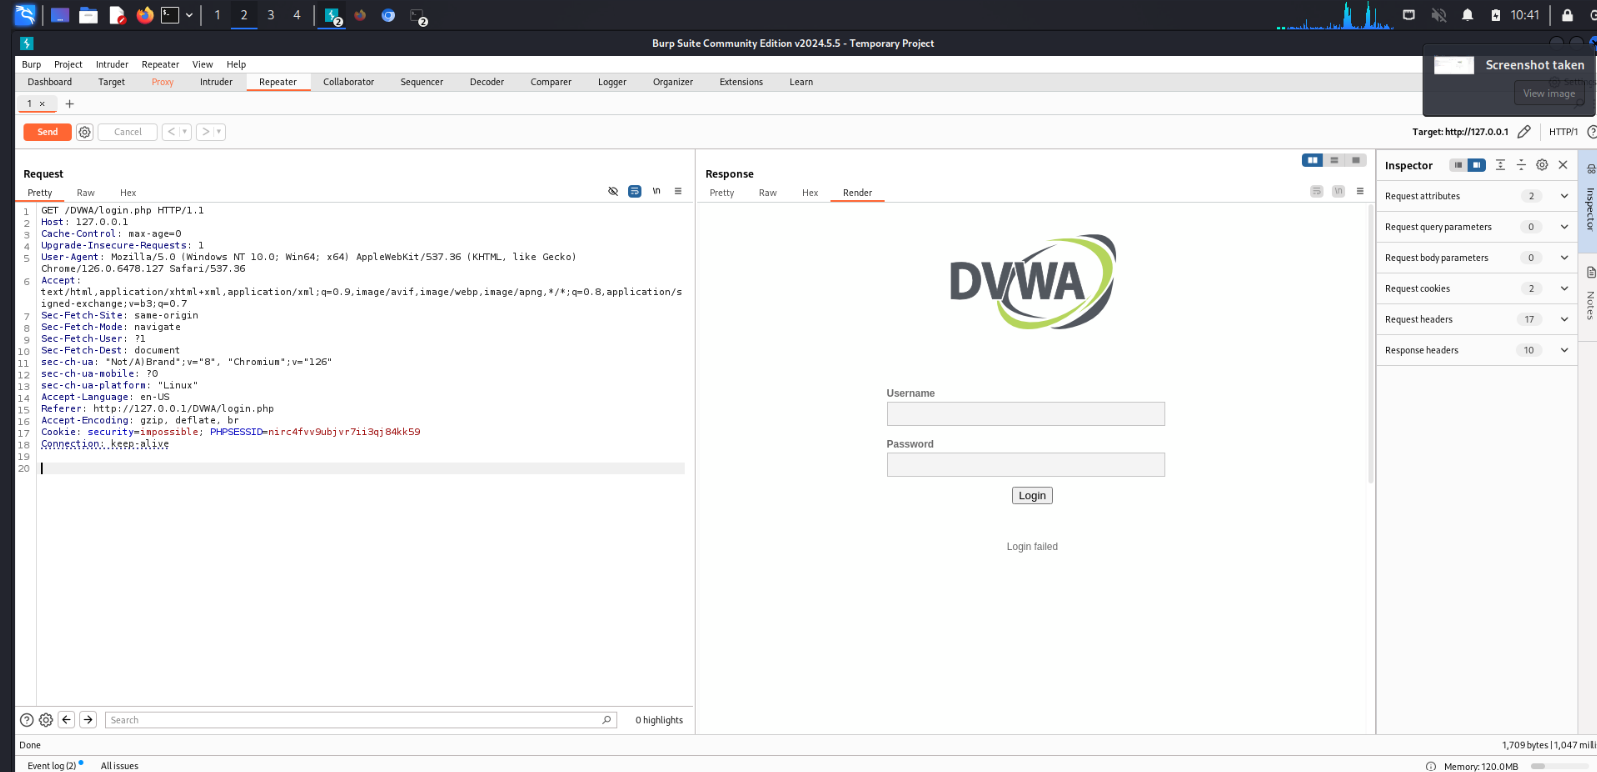 1 2 3 4 2 2 10:41
Burp Suite Community Edition v2024.5.5 - Temporary Project
Burp Project Intruder Repeater View Help
Screenshot taken
View image
Dashboard Target Proxy Intruder Repeater Collaborator Sequencer Decoder Comparer Logger Organizer Extensions Learn
1 × +
Send Cancel < >
Target: http://127.0.0.1 HTTP/1
Request
Pretty Raw Hex \n
1 GET /DVWA/login.php HTTP/1.1
2 Host: 127.0.0.1
3 Cache-Control: max-age=0
4 Upgrade-Insecure-Requests: 1
5 User-Agent: Mozilla/5.0 (Windows NT 10.0; Win64; x64) AppleWebKit/537.36 (KHTML, like Gecko)
Chrome/126.0.6478.127 Safari/537.36
6 Accept:
text/html,application/xhtml+xml,application/xml;q=0.9,image/avif,image/webp,image/apng,*/*;q=0.8,application/s
igned-exchange;v=b3;q=0.7
7 Sec-Fetch-Site: same-origin
8 Sec-Fetch-Mode: navigate
9 Sec-Fetch-User: ?1
10 Sec-Fetch-Dest: document
11 sec-ch-ua: "Not/A)Brand";v="8", "Chromium";v="126"
12 sec-ch-ua-mobile: ?0
13 sec-ch-ua-platform: "Linux"
14 Accept-Language: en-US
15 Referer: http://127.0.0.1/DVWA/login.php
16 Accept-Encoding: gzip, deflate, br
17 Cookie: security=impossible; PHPSESSID=nirc4fvv9ubjvr7ii3qj84kk59
18 Connection: keep-alive
19
20
Search 0 highlights
Response
Pretty Raw Hex Render \n
DVWA
Username
Password
Login
Login failed
Inspector
Request attributes 2
Request query parameters 0
Request body parameters 0
Request cookies 2
Request headers 17
Response headers 10
Inspector
Notes
Done
1,709 bytes | 1,047 milli
Event log (2) All issues
Memory: 120.0MB